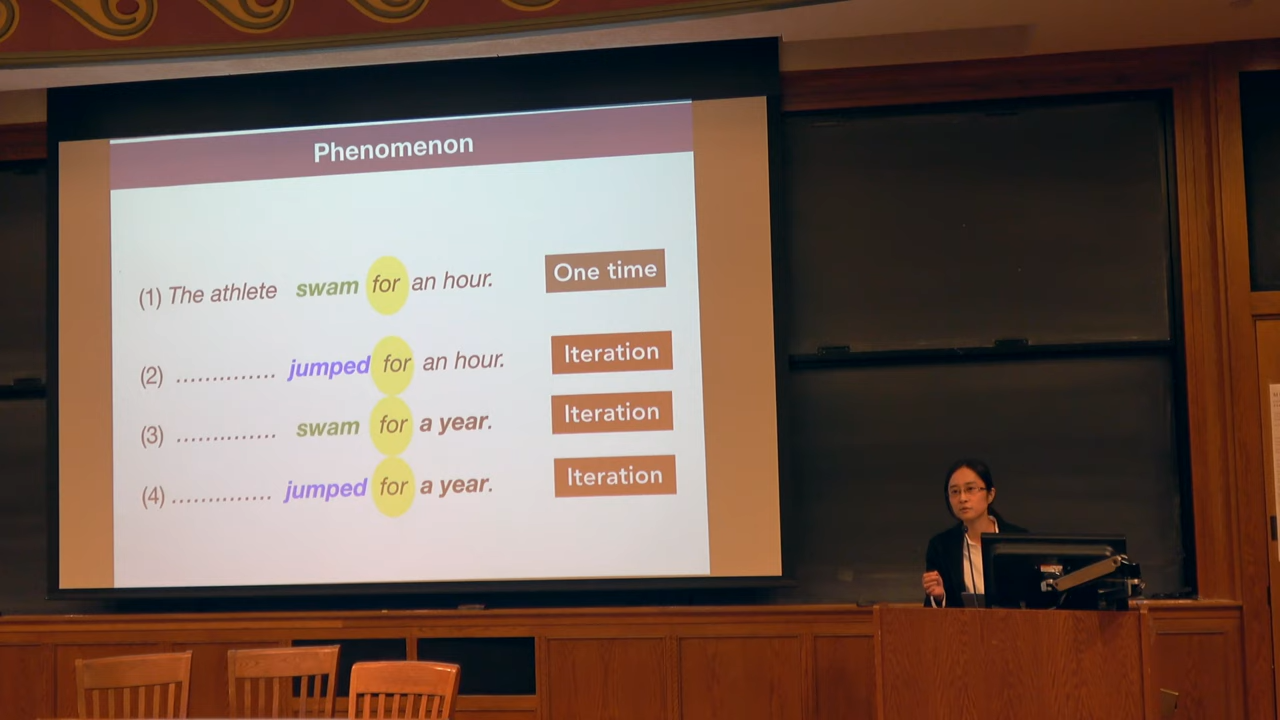 Phenomenon
(1) The athlete swam for an hour. One time
(2) .............. jumped for an hour. Iteration
(3) .............. swam for a year. Iteration
(4) .............. jumped for a year. Iteration